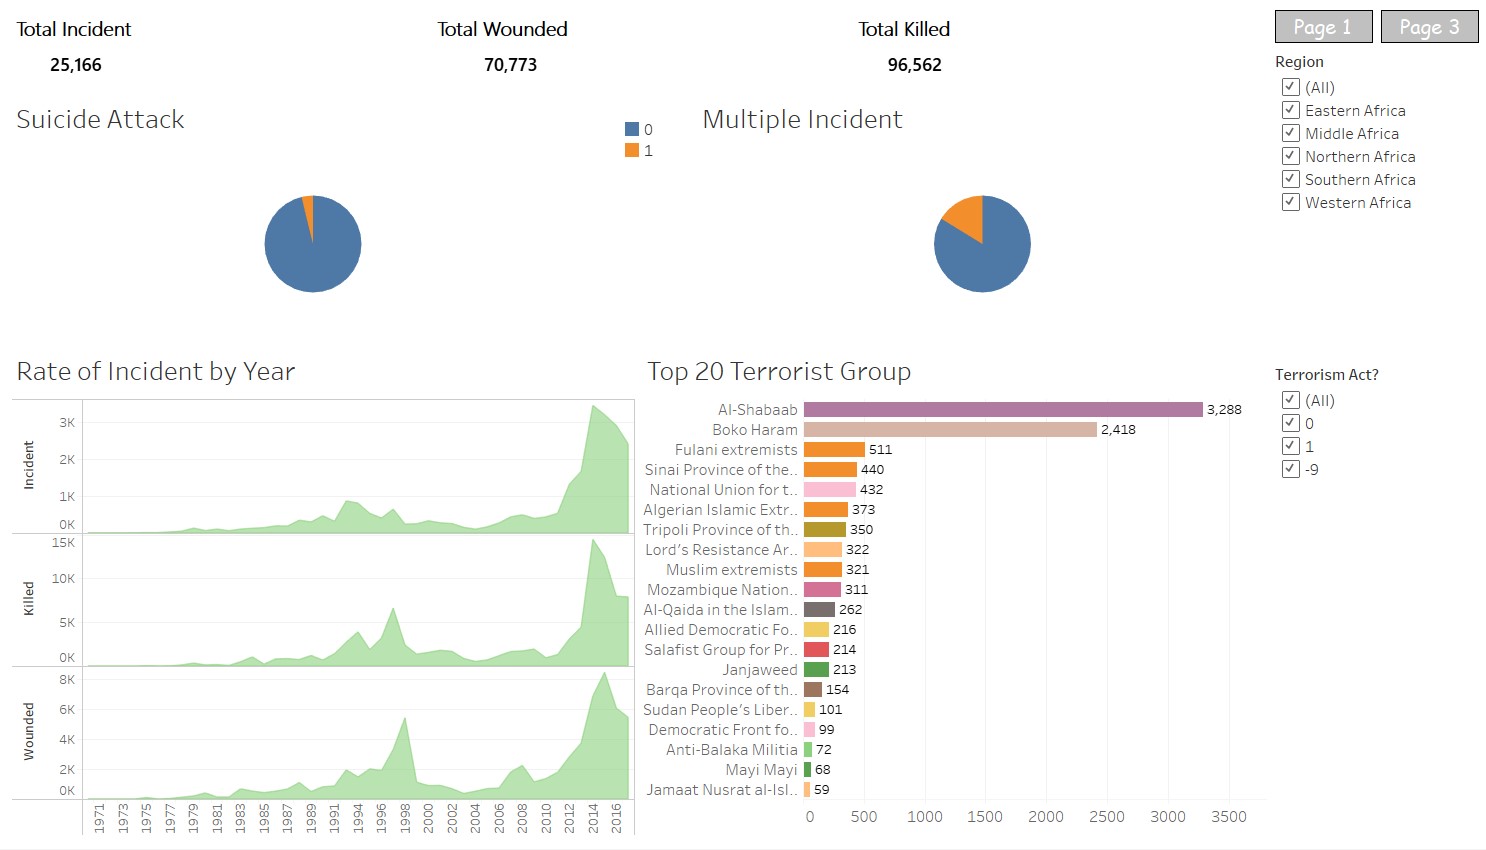 Total Incident
25,166
Total Wounded
70,773
Total Killed
96,562
Page 1
Page 3
Region
(All)
Eastern Africa
Middle Africa
Northern Africa
Southern Africa
Western Africa
Suicide Attack
0
1
Multiple Incident
Rate of Incident by Year
Incident
3K
2K
1K
0K
Killed
15K
10K
5K
0K
Wounded
8K
6K
4K
2K
0K
1971 1973 1975 1977 1979 1981 1983 1985 1987 1989 1991 1994 1996 1998 2000 2002 2004 2006 2008 2010 2012 2014 2016
Top 20 Terrorist Group
Al-Shabaab 3,288
Boko Haram 2,418
Fulani extremists 511
Sinai Province of the.. 440
National Union for t.. 432
Algerian Islamic Extr.. 373
Tripoli Province of th.. 350
Lord's Resistance Ar.. 322
Muslim extremists 321
Mozambique Nation.. 311
Al-Qaida in the Islam.. 262
Allied Democratic Fo.. 216
Salafist Group for Pr.. 214
Janjaweed 213
Barqa Province of th.. 154
Sudan People's Liber.. 101
Democratic Front fo.. 99
Anti-Balaka Militia 72
Mayi Mayi 68
Jamaat Nusrat al-Isl.. 59
0 500 1000 1500 2000 2500 3000 3500
Terrorism Act?
(All)
0
1
-9